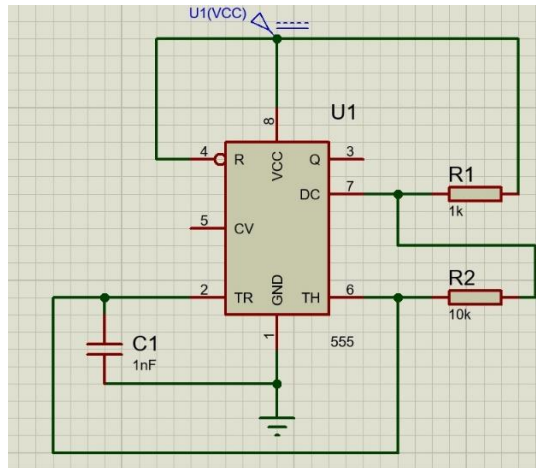 U1(VCC)
U1
8
4
R
VCC
Q
3
DC
7
R1
1k
5
CV
2
TR
GND
TH
6
R2
10k
1
555
C1
1nF